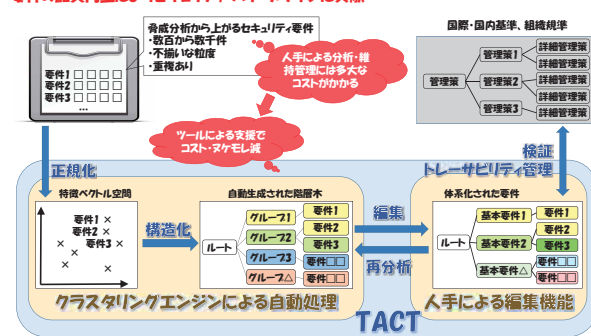 脅威分析から上がるセキュリティ要件
・数百から数千件
・不揃いな粒度
・重複あり
要件1
要件2
要件3
…
人手による分析・維
持管理には多大な
コストがかかる
ツールによる支援で
コスト・ヌケモレ減
国際・国内基準、組織規準
管理策
管理策1
管理策2
管理策3
詳細管理策
詳細管理策
詳細管理策
詳細管理策
詳細管理策
正規化
検証
トレーサビリティ管理
特徴ベクトル空間
要件1 ×
要件2 ×
要件3 ×
構造化
自動生成された階層木
ルート
グループ1
グループ2
グループ3
グループ△
要件1
要件2
要件3
要件□□
要件□□
編集
再分析
体系化された要件
ルート
基本要件1
基本要件2
基本要件△
要件1
要件2
要件3
要件□□
要件□□
クラスタリングエンジンによる自動処理
人手による編集機能
TACT